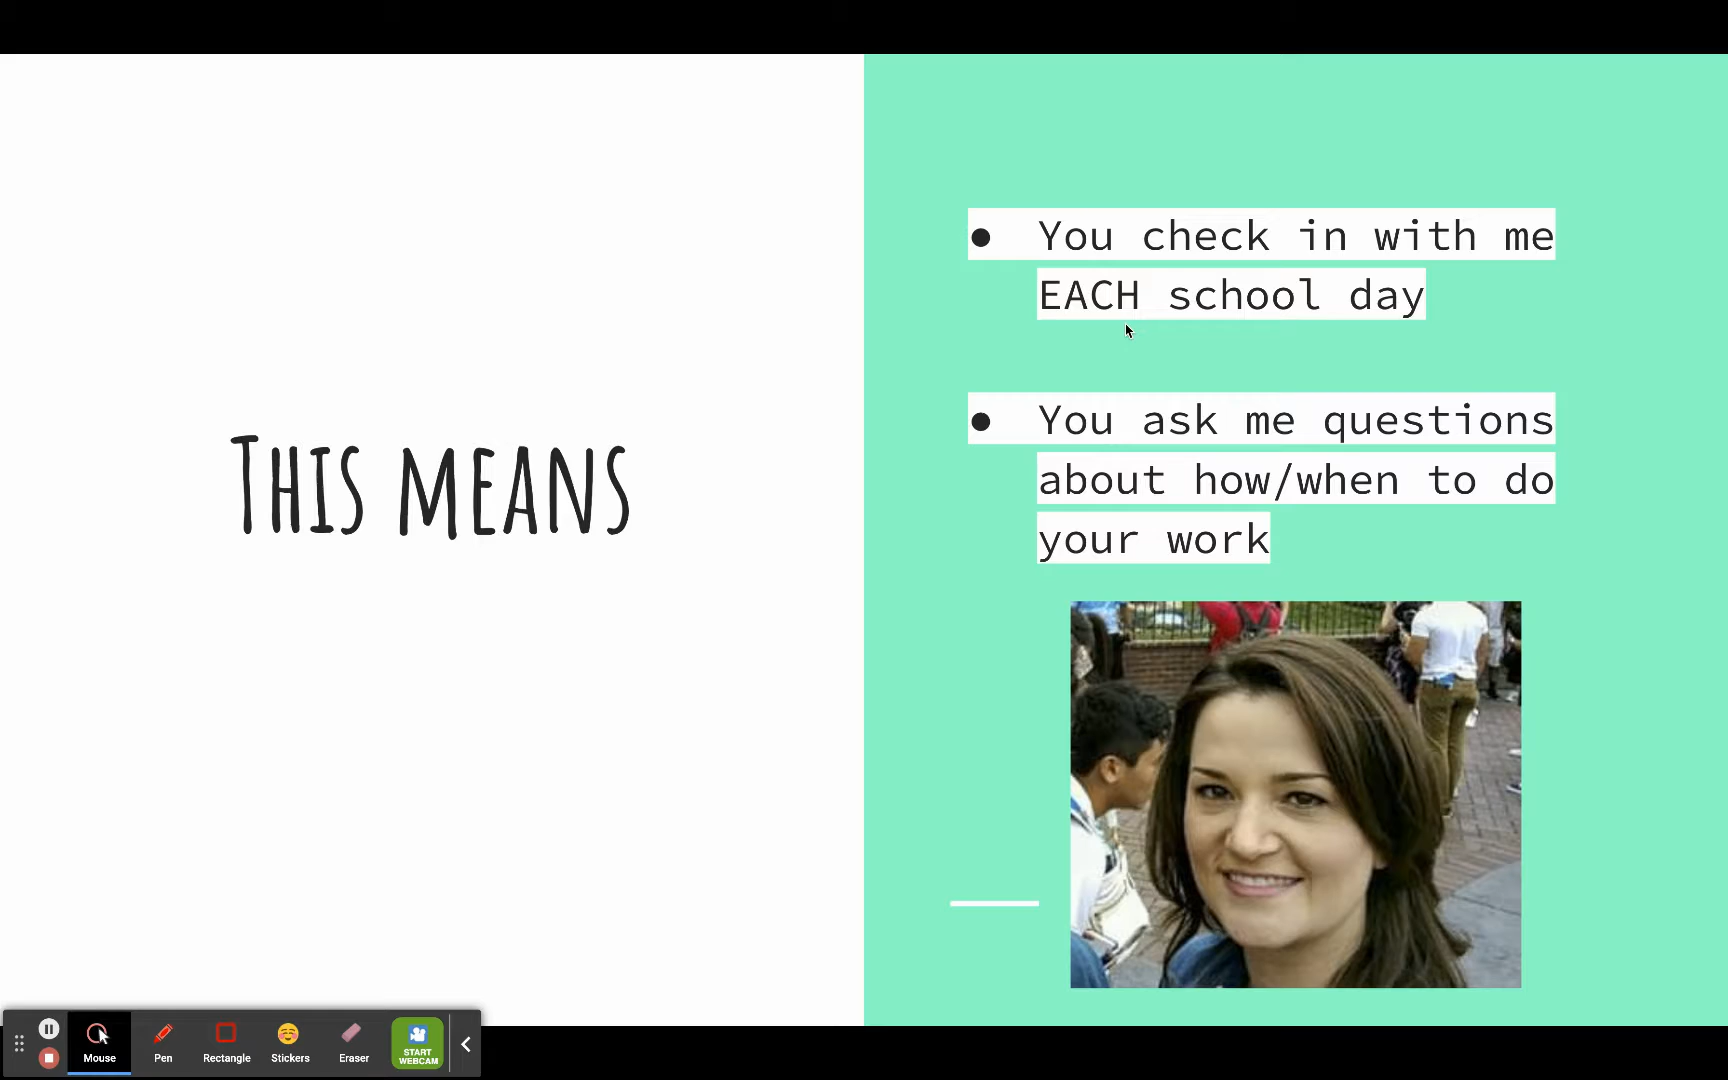 This means
● You check in with me
EACH school day
● You ask me questions
about how/when to do
your work
Mouse
Pen
Rectangle
Stickers
Eraser
START
WEBCAM